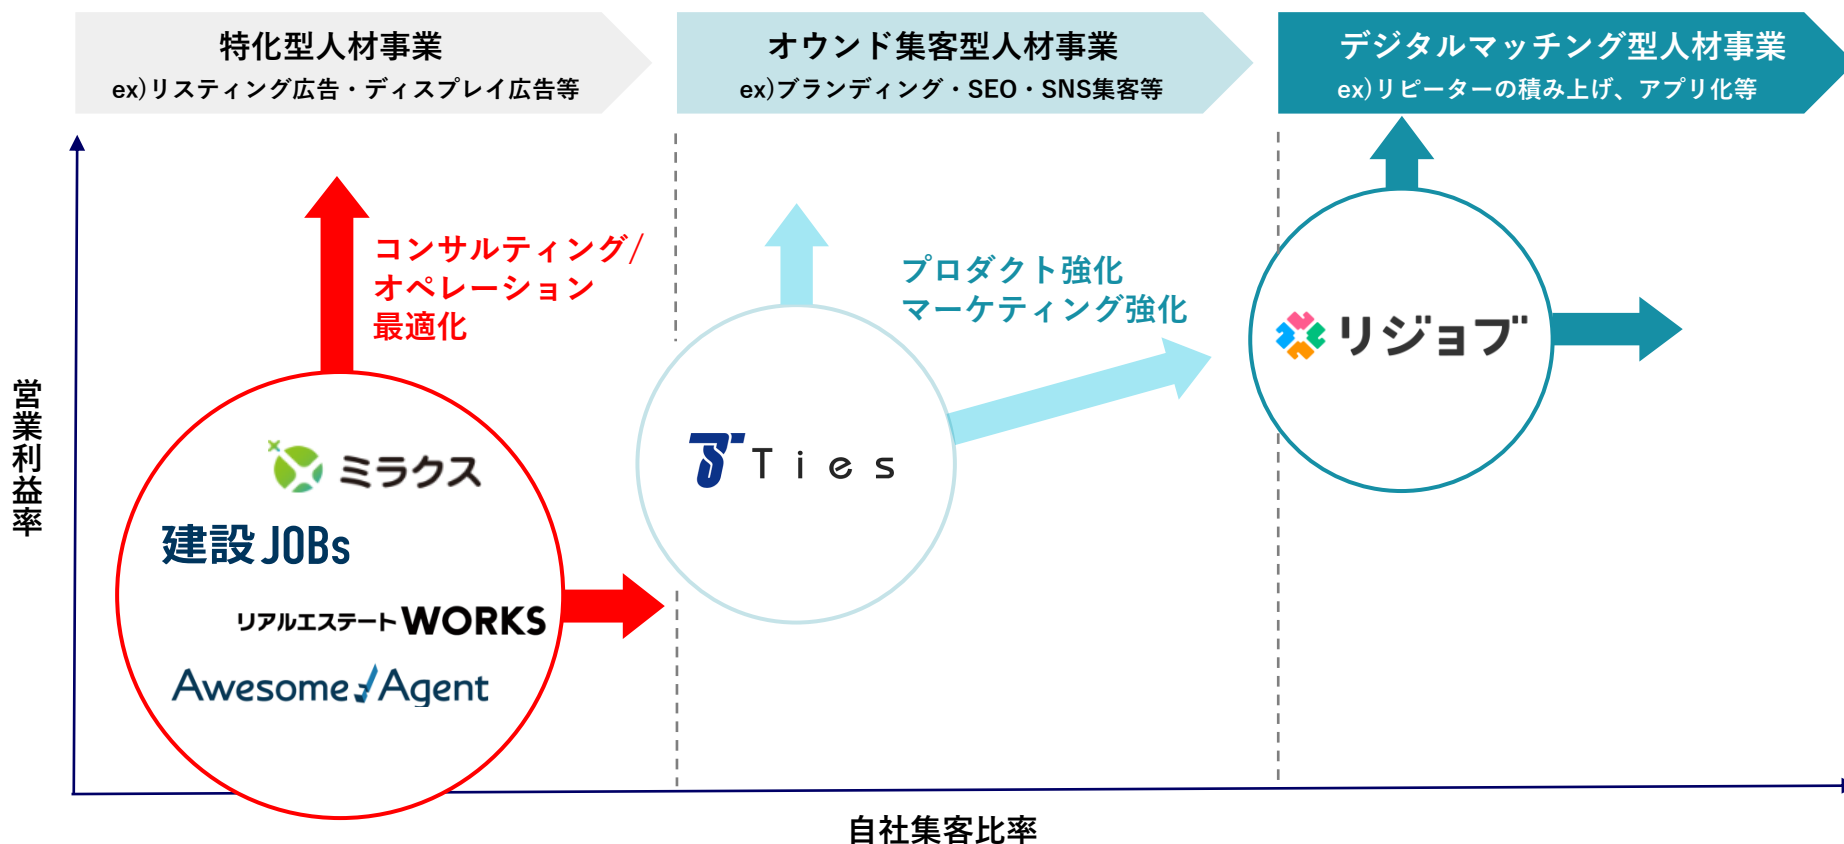 特化型人材事業
ex)リスティング広告・ディスプレイ広告等
オウンド集客型人材事業
ex)ブランディング・SEO・SNS集客等
デジタルマッチング型人材事業
ex)リピーターの積み上げ、アプリ化等
コンサルティング/
オペレーション
最適化
プロダクト強化
マーケティング強化
リジョブ
ミラクス
建設JOBs
リアルエステートWORKS
Awesome Agent
Ties
営業利益率
自社集客比率